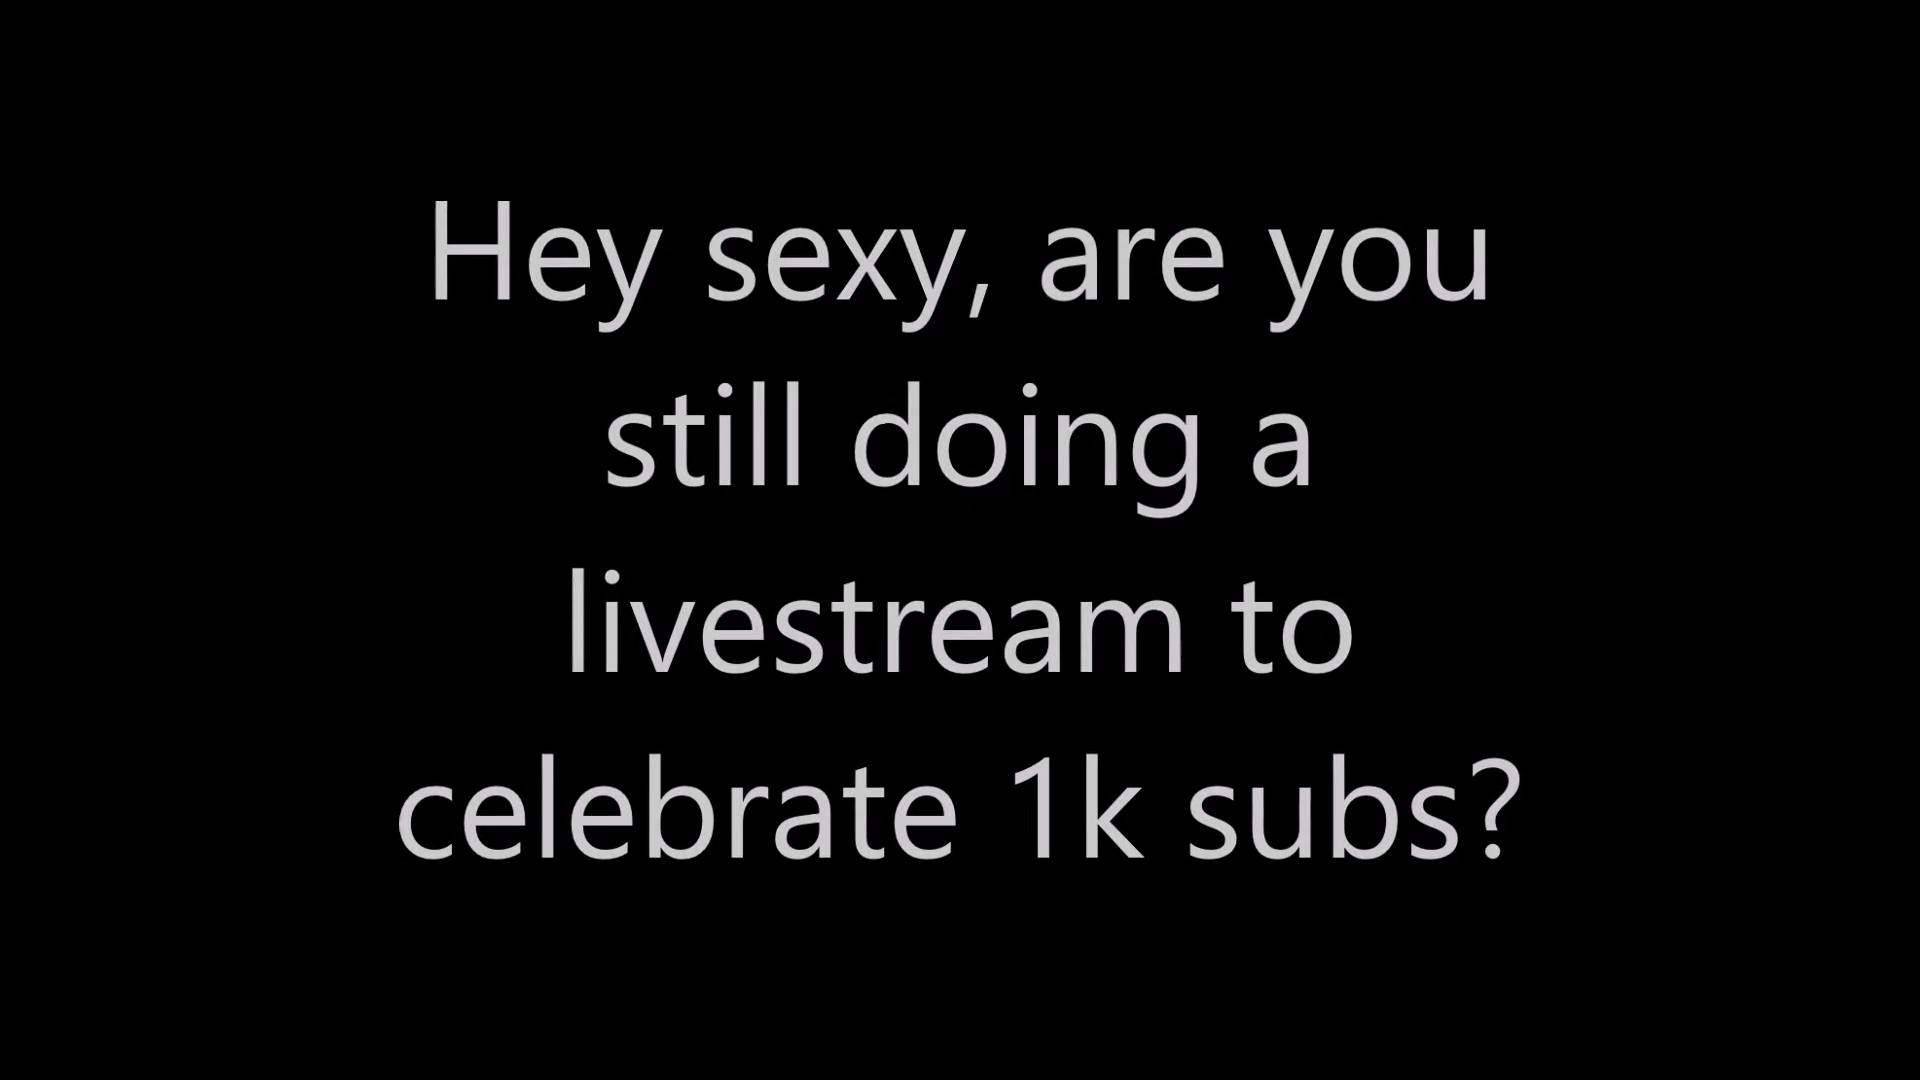 Hey sexy, are you
still doing a
livestream to
celebrate 1k subs?